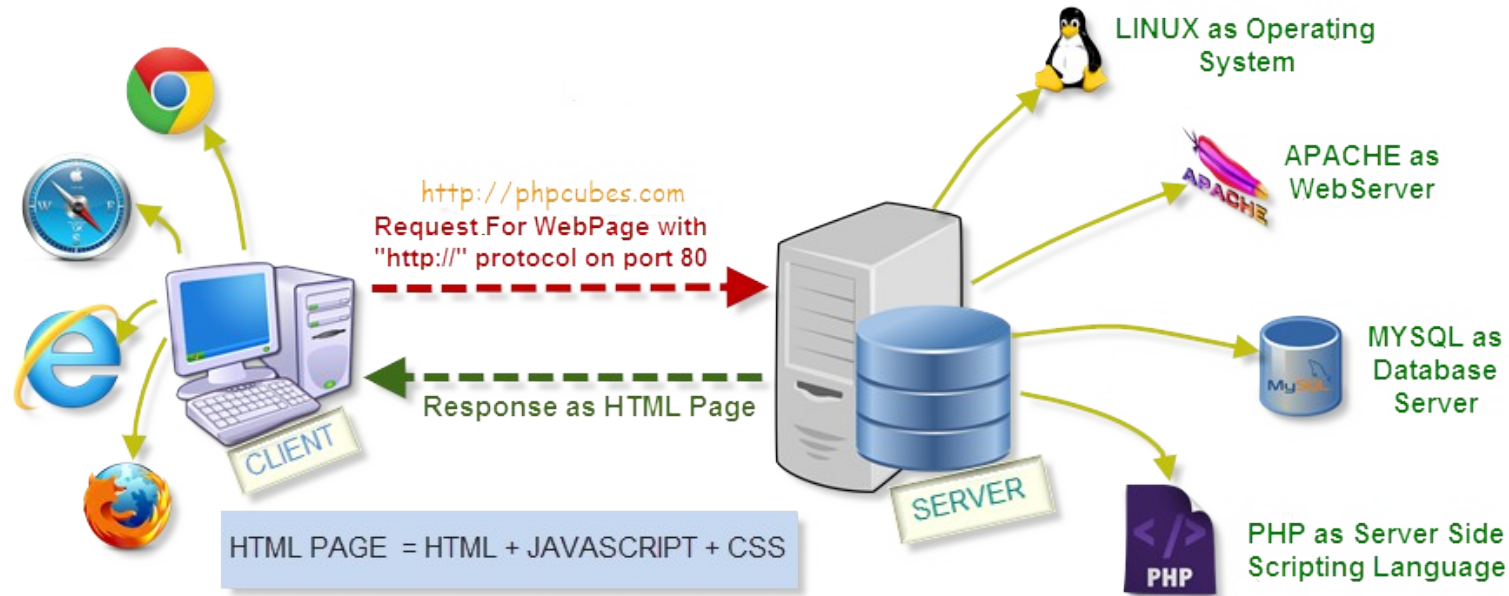 LINUX as Operating
System
APACHE
APACHE as
WebServer
http://phpcubes.com
Request.For WebPage with
"http://" protocol on port 80
Response as HTML Page
CLIENT
SERVER
MySQL
MYSQL as
Database
Server
</>
PHP
PHP as Server Side
Scripting Language
HTML PAGE = HTML + JAVASCRIPT + CSS